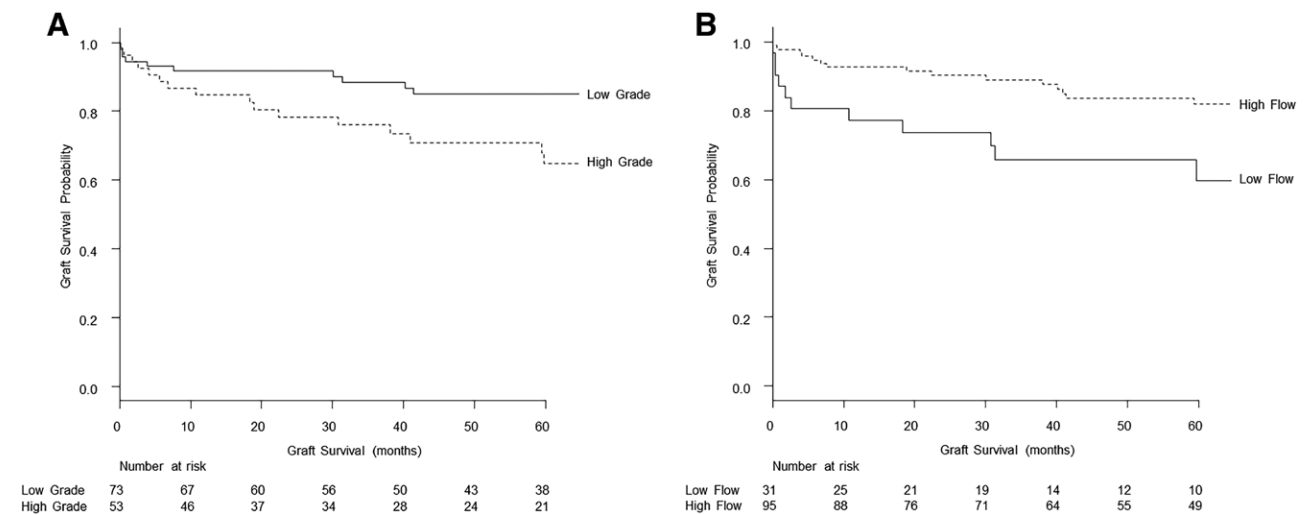 A
1.0
0.8
0.6
0.4
0.2
0.0
Graft Survival Probability
Low Grade
High Grade
0 10 20 30 40 50 60
Graft Survival (months)
Number at risk
Low Grade 73 67 60 56 50 43 38
High Grade 53 46 37 34 28 24 21
B
1.0
0.8
0.6
0.4
0.2
0.0
Graft Survival Probability
High Flow
Low Flow
0 10 20 30 40 50 60
Graft Survival (months)
Number at risk
Low Flow 31 25 21 19 14 12 10
High Flow 95 88 76 71 64 55 49